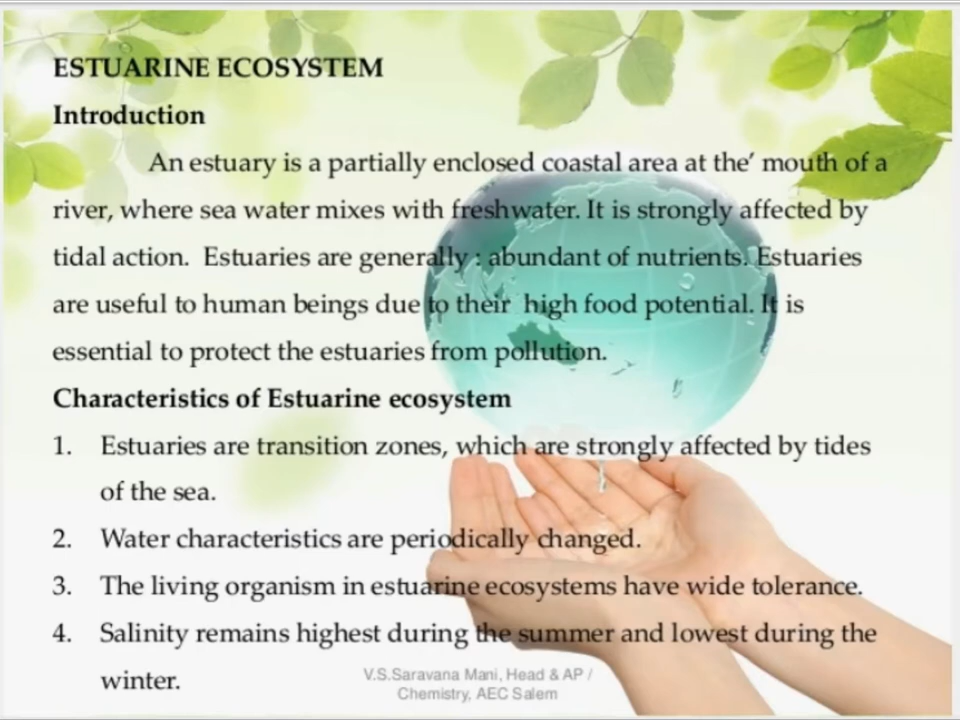 ESTUARINE ECOSYSTEM
Introduction
An estuary is a partially enclosed coastal area at the’ mouth of a
river, where sea water mixes with freshwater. It is strongly affected by
tidal action. Estuaries are generally : abundant of nutrients. Estuaries
are useful to human beings due to their high food potential. It is
essential to protect the estuaries from pollution.
Characteristics of Estuarine ecosystem
1. Estuaries are transition zones, which are strongly affected by tides
of the sea.
2. Water characteristics are periodically changed.
3. The living organism in estuarine ecosystems have wide tolerance.
4. Salinity remains highest during the summer and lowest during the
winter.
V.S.Saravana Mani, Head & AP /
Chemistry, AEC Salem